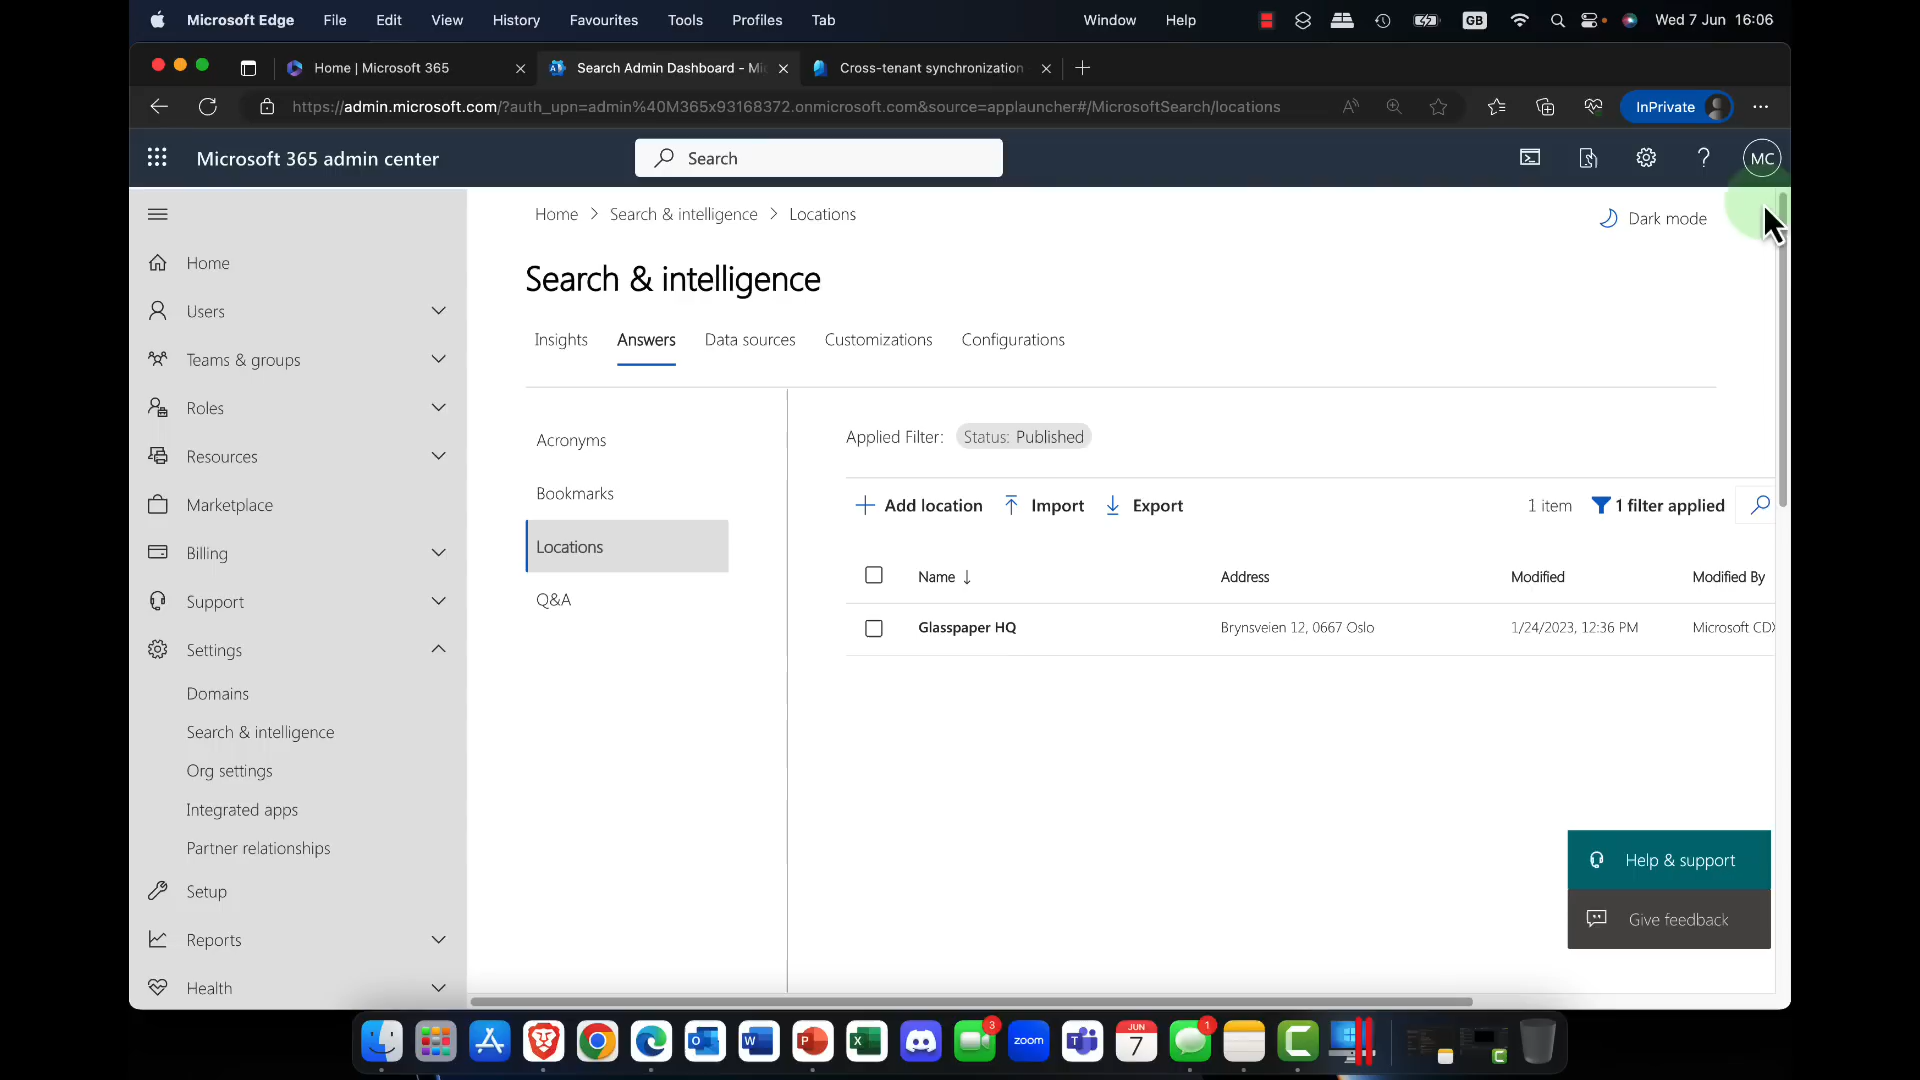 Microsoft Edge File Edit View History Favourites Tools Profiles Tab Window Help GB Wed 7 Jun 16:06
Home | Microsoft 365
Search Admin Dashboard - Mi
Cross-tenant synchronization
https://admin.microsoft.com/?auth_upn=admin%40M365x93168372.onmicrosoft.com&source=applauncher#/MicrosoftSearch/locations
InPrivate
Microsoft 365 admin center
Search
MC
Home
Users
Teams & groups
Roles
Resources
Marketplace
Billing
Support
Settings
Domains
Search & intelligence
Org settings
Integrated apps
Partner relationships
Setup
Reports
Health
Home > Search & intelligence > Locations
Dark mode
Search & intelligence
Insights Answers Data sources Customizations Configurations
Acronyms
Bookmarks
Locations
Q&A
Applied Filter: Status: Published
Add location Import Export 1 item 1 filter applied
Name ↓ Address Modified Modified By
Glasspaper HQ Brynsveien 12, 0667 Oslo 1/24/2023, 12:36 PM Microsoft CDX
Help & support
Give feedback
3
zoom
JUN
7
1